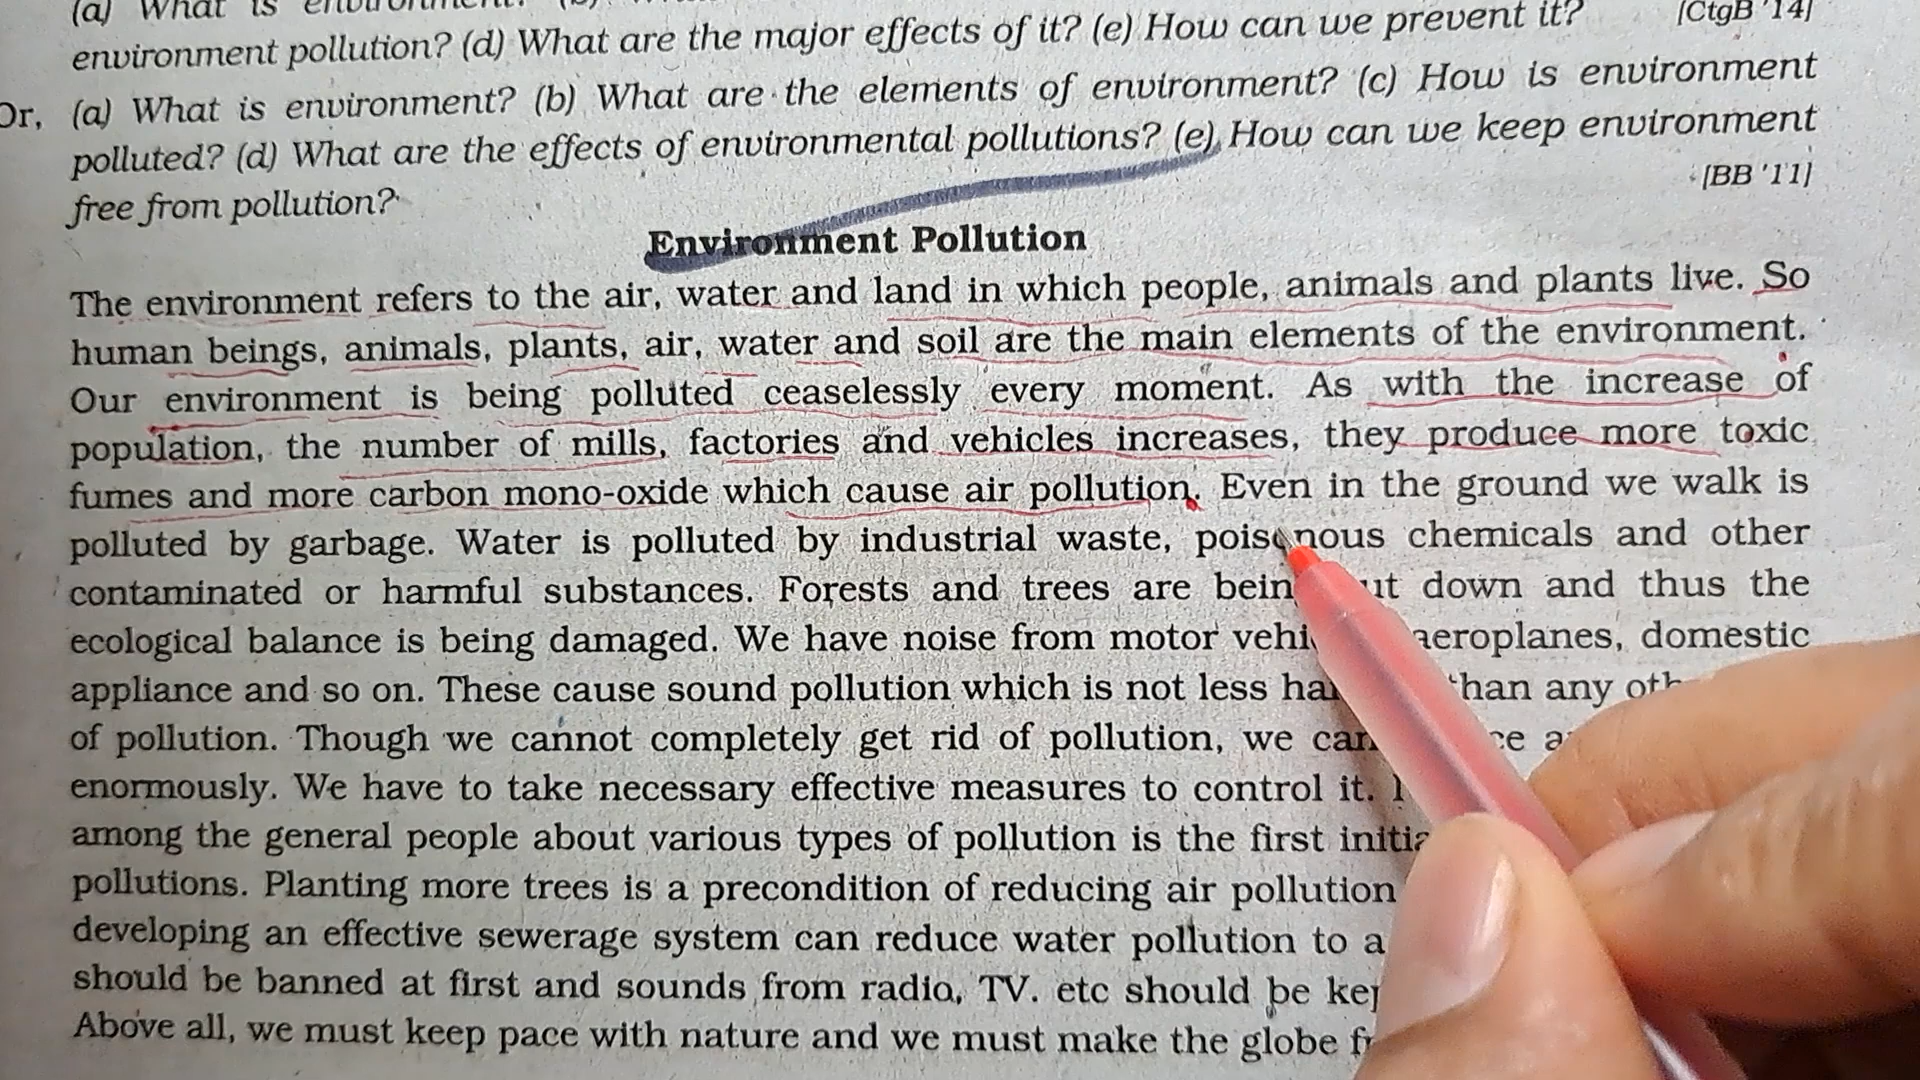 (a) What is
environment pollution? (d) What are the major effects of it? (e) How can we prevent it? [CtgB '14]
Or, (a) What is environment? (b) What are the elements of environment? (c) How is environment
polluted? (d) What are the effects of environmental pollutions? (e) How can we keep environment
free from pollution? [BB '11]
Environment Pollution
The environment refers to the air, water and land in which people, animals and plants live. So
human beings, animals, plants, air, water and soil are the main elements of the environment.
Our environment is being polluted ceaselessly every moment. As with the increase of
population, the number of mills, factories and vehicles increases, they produce more toxic
fumes and more carbon mono-oxide which cause air pollution. Even in the ground we walk is
polluted by garbage. Water is polluted by industrial waste, poisonous chemicals and other
contaminated or harmful substances. Forests and trees are down and thus the
ecological balance is being damaged. We have noise from motor aeroplanes, domestic
appliance and so on. These cause sound pollution which is not less than any
of pollution. Though we cannot completely get rid of pollution, we can
enormously. We have to take necessary effective measures to control it.
among the general people about various types of pollution is the first
pollutions. Planting more trees is a precondition of reducing air pollution
developing an effective sewerage system can reduce water pollution to a
should be banned at first and sounds from radio, TV. etc should be
Above all, we must keep pace with nature and we must make the globe